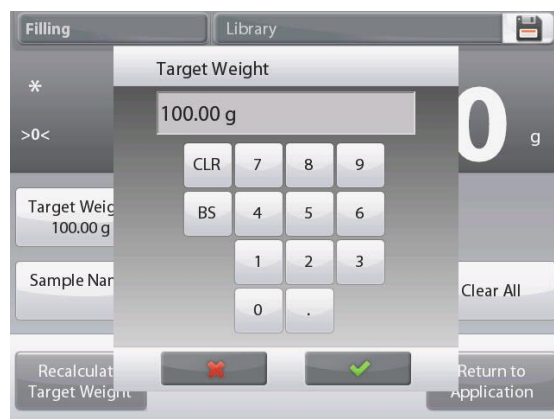 Filling
Library
*
>0<
0 g
Target Weight
100.00 g
CLR 7 8 9
BS 4 5 6
1 2 3
0 .
Target Weig
100.00 g
Sample Nar
Clear All
Recalculat
Target Weight
Return to
Application